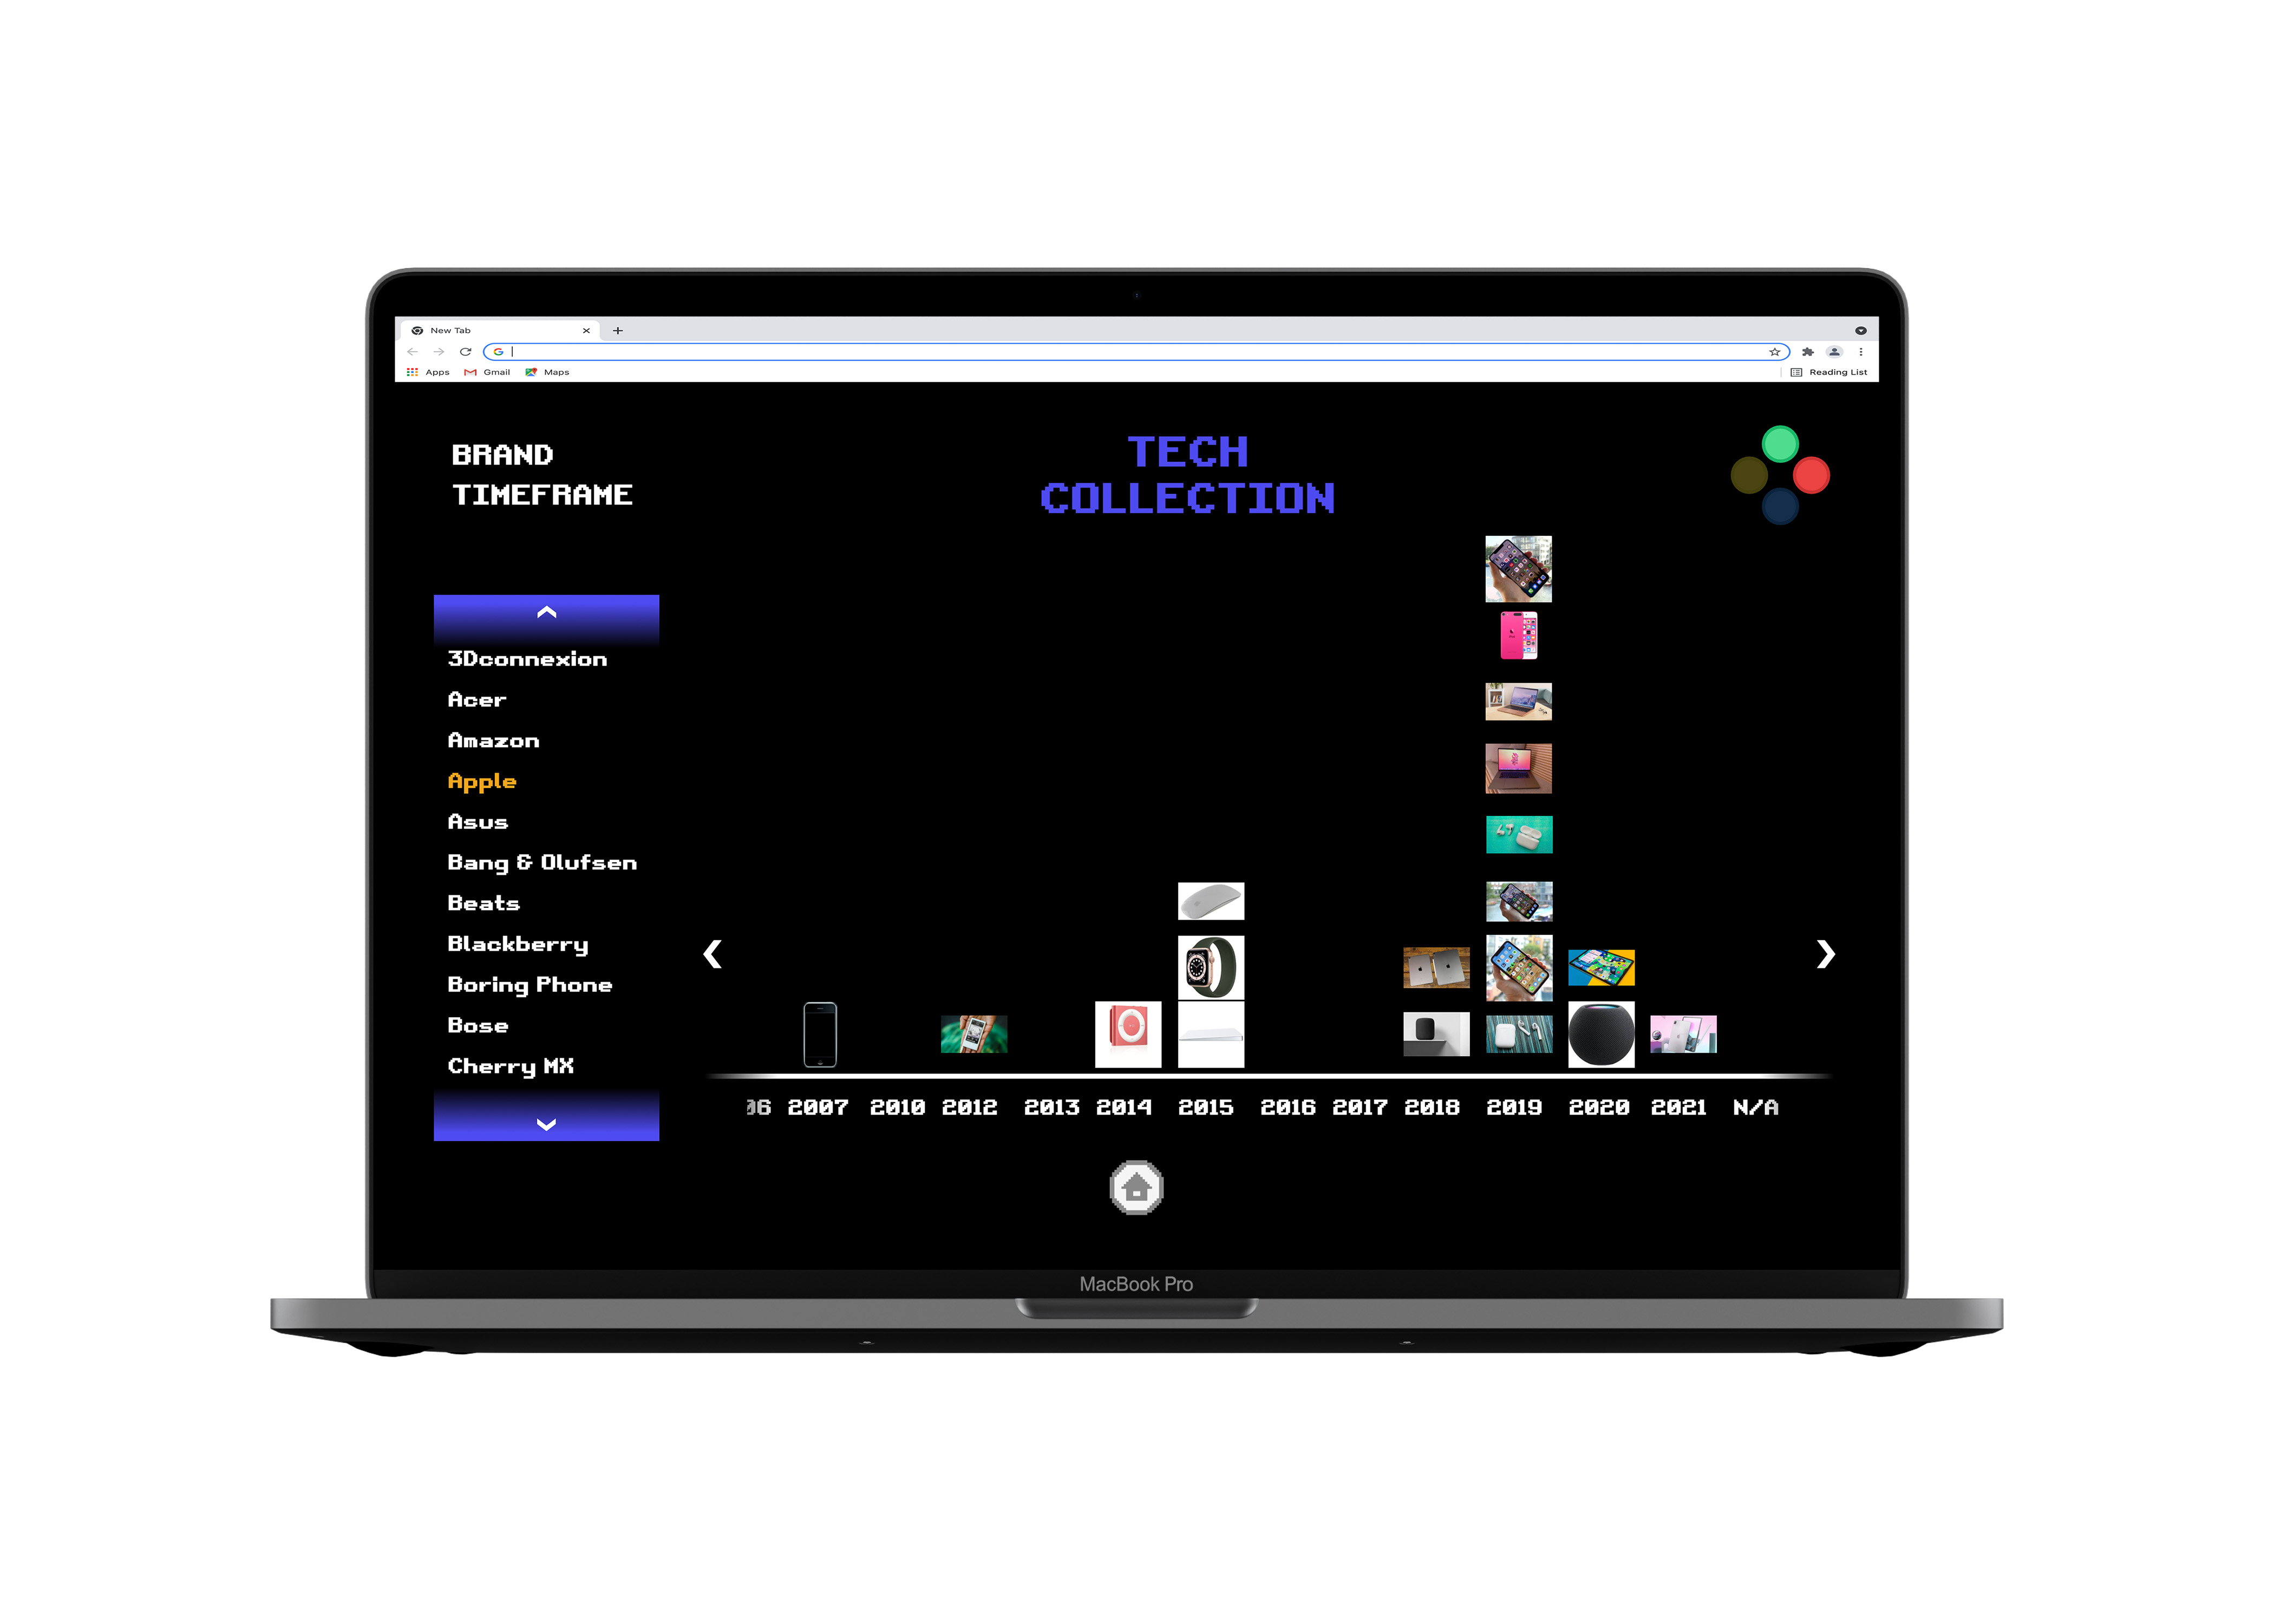 New Tab
Apps Gmail Maps Reading List
BRAND
TIMEFRAME
TECH
COLLECTION
3Dconnexion
Acer
Amazon
Apple
Asus
Bang & Olufsen
Beats
Blackberry
Boring Phone
Bose
Cherry MX
06 2007 2010 2012 2013 2014 2015 2016 2017 2018 2019 2020 2021 N/A
MacBook Pro